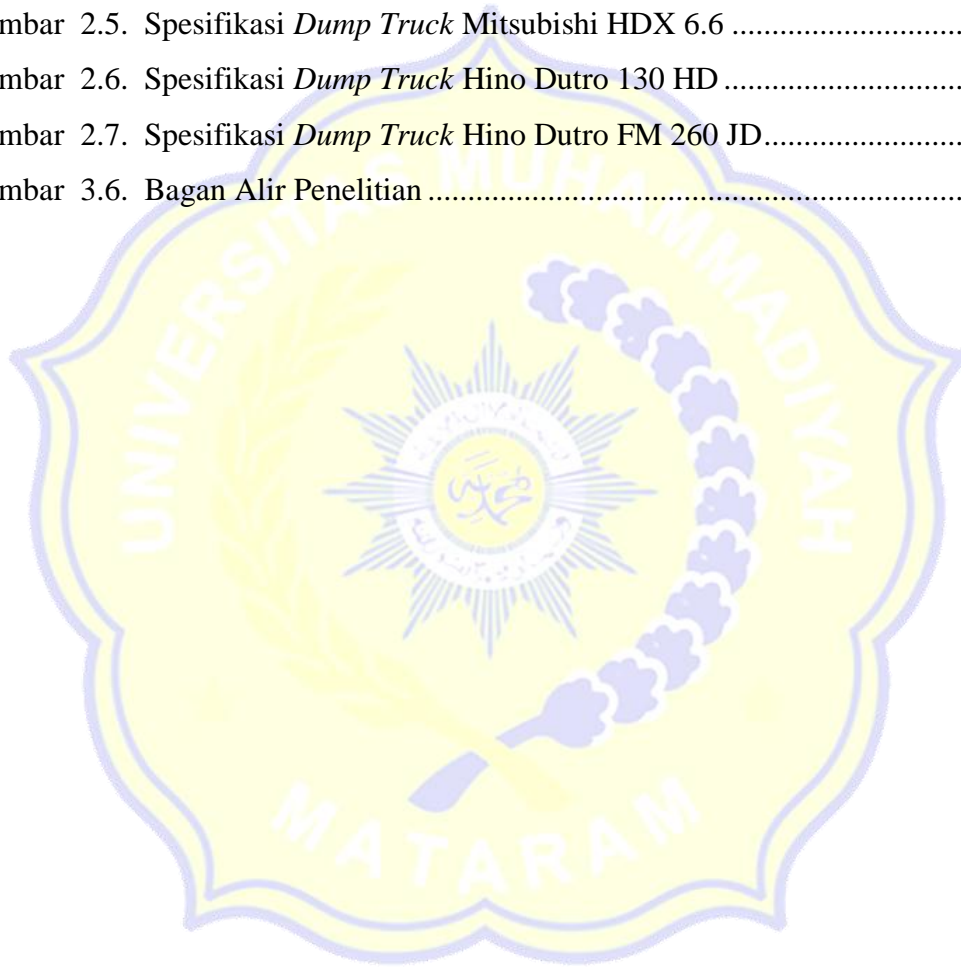 mbar 2.5. Spesifikasi Dump Truck Mitsubishi HDX 6.6 ............................
mbar 2.6. Spesifikasi Dump Truck Hino Dutro 130 HD .............................
mbar 2.7. Spesifikasi Dump Truck Hino Dutro FM 260 JD........................
mbar 3.6. Bagan Alir Penelitian ..................................................................
UNIVERSITAS MUHAMMADIYAH
MATARAM